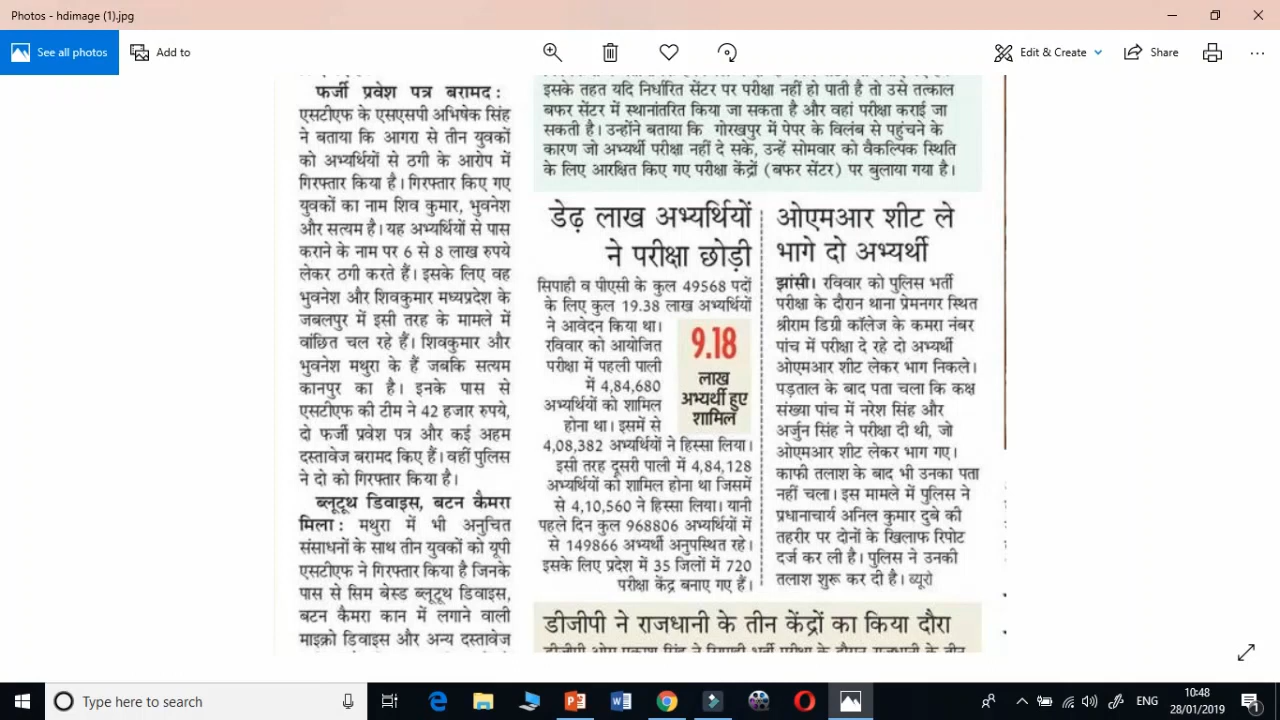 Photos - hdimage (1).jpg
See all photos
Add to
Edit & Create
Share
फर्जी प्रवेश पत्र बरामद :
एसटीएफ के एसएसपी अभिषेक सिंह
ने बताया कि आगरा से तीन युवकों
को अभ्यर्थियों से ठगी के आरोप में
गिरफ्तार किया है। गिरफ्तार किए गए
युवकों का नाम शिव कुमार, भुवनेश
और सत्यम है। यह अभ्यर्थियों से पास
कराने के नाम पर 6 से 8 लाख रुपये
लेकर ठगी करते हैं। इसके लिए वह
भुवनेश और शिवकुमार मध्यप्रदेश के
जबलपुर में इसी तरह के मामले में
वांछित चल रहे हैं। शिवकुमार और
भुवनेश मथुरा के हैं जबकि सत्यम
कानपुर का है। इनके पास से
एसटीएफ की टीम ने 42 हजार रुपये,
दो फर्जी प्रवेश पत्र और कई अहम
दस्तावेज बरामद किए हैं। वहीं पुलिस
ने दो को गिरफ्तार किया है।
ब्लूटूथ डिवाइस, बटन कैमरा
मिला : मथुरा में भी अनुचित
संसाधनों के साथ तीन युवकों को यूपी
एसटीएफ ने गिरफ्तार किया है जिनके
पास से सिम बेस्ड ब्लूटूथ डिवाइस,
बटन कैमरा कान में लगाने वाली
माइक्रो डिवाइस और अन्य दस्तावेज
इसके तहत यदि निर्धारित सेंटर पर परीक्षा नहीं हो पाती है तो उसे तत्काल
बफर सेंटर में स्थानांतरित किया जा सकता है और वहां परीक्षा कराई जा
सकती है। उन्होंने बताया कि गोरखपुर में पेपर के विलंब से पहुंचने के
कारण जो अभ्यर्थी परीक्षा नहीं दे सके, उन्हें सोमवार को वैकल्पिक स्थिति
के लिए आरक्षित किए गए परीक्षा केंद्रों (बफर सेंटर) पर बुलाया गया है।
डेढ़ लाख अभ्यर्थियों
ने परीक्षा छोड़ी
सिपाही व पीएसी के कुल 49568 पदों
के लिए कुल 19.38 लाख अभ्यर्थियों
ने आवेदन किया था।
रविवार को आयोजित
परीक्षा में पहली पाली
में 4,84,680
अभ्यर्थियों को शामिल
होना था। इसमें से
4,08,382 अभ्यर्थियों ने हिस्सा लिया।
इसी तरह दूसरी पाली में 4,84,128
अभ्यर्थियों को शामिल होना था जिसमें
से 4,10,560 ने हिस्सा लिया। यानी
पहले दिन कुल 968806 अभ्यर्थियों में
से 149866 अभ्यर्थी अनुपस्थित रहे।
इसके लिए प्रदेश में 35 जिलों में 720
परीक्षा केंद्र बनाए गए हैं।
9.18
लाख
अभ्यर्थी हुए
शामिल
ओएमआर शीट ले
भागे दो अभ्यर्थी
झांसी। रविवार को पुलिस भर्ती
परीक्षा के दौरान थाना प्रेमनगर स्थित
श्रीराम डिग्री कॉलेज के कमरा नंबर
पांच में परीक्षा दे रहे दो अभ्यर्थी
ओएमआर शीट लेकर भाग निकले।
पड़ताल के बाद पता चला कि कक्ष
संख्या पांच में नरेश सिंह और
अर्जुन सिंह ने परीक्षा दी थी, जो
ओएमआर शीट लेकर भाग गए।
काफी तलाश के बाद भी उनका पता
नहीं चला। इस मामले में पुलिस ने
प्रधानाचार्य अनिल कुमार दुबे की
तहरीर पर दोनों के खिलाफ रिपोट
दर्ज कर ली है। पुलिस ने उनकी
तलाश शुरू कर दी है। ब्यूरो
डीजीपी ने राजधानी के तीन केंद्रों का किया दौरा
Type here to search
ENG
10:48
28/01/2019